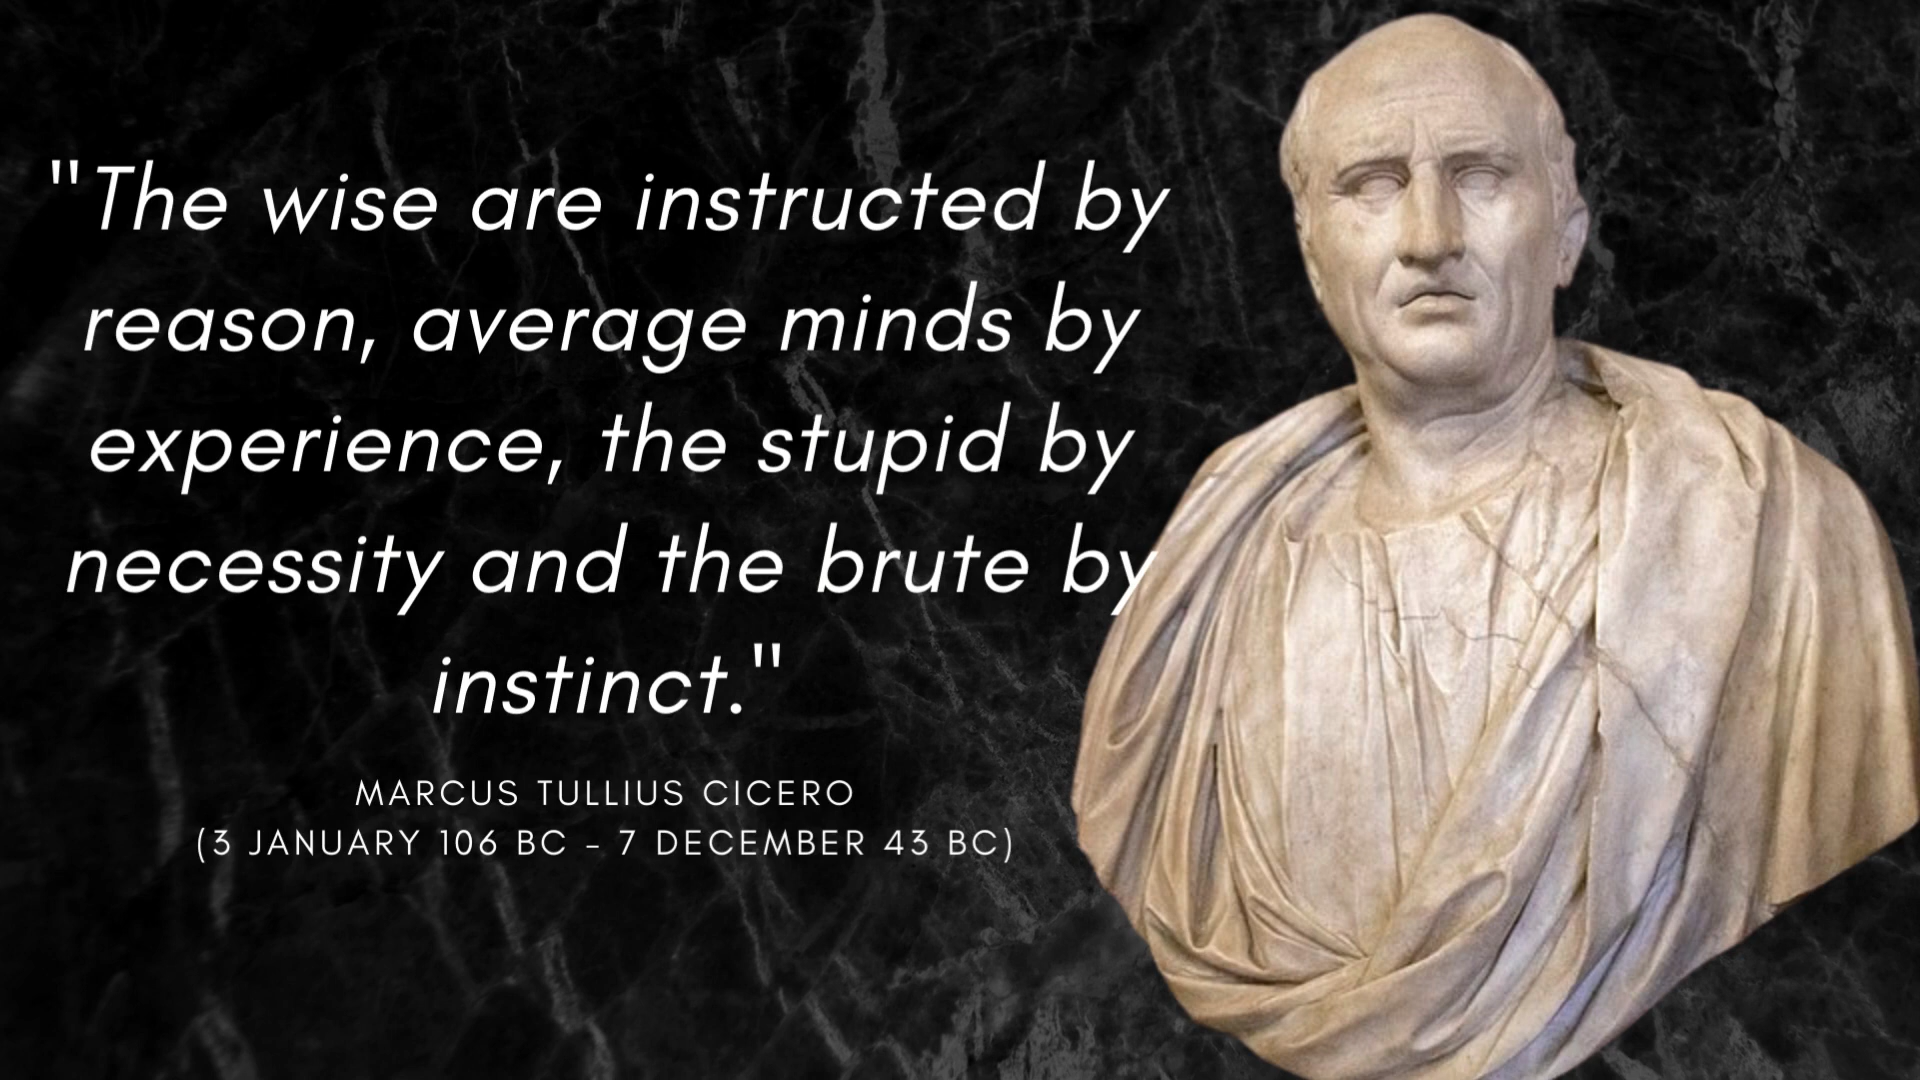 "The wise are instructed by
reason, average minds by
experience, the stupid by
necessity and the brute by
instinct."
MARCUS TULLIUS CICERO
(3 JANUARY 106 BC - 7 DECEMBER 43 BC)